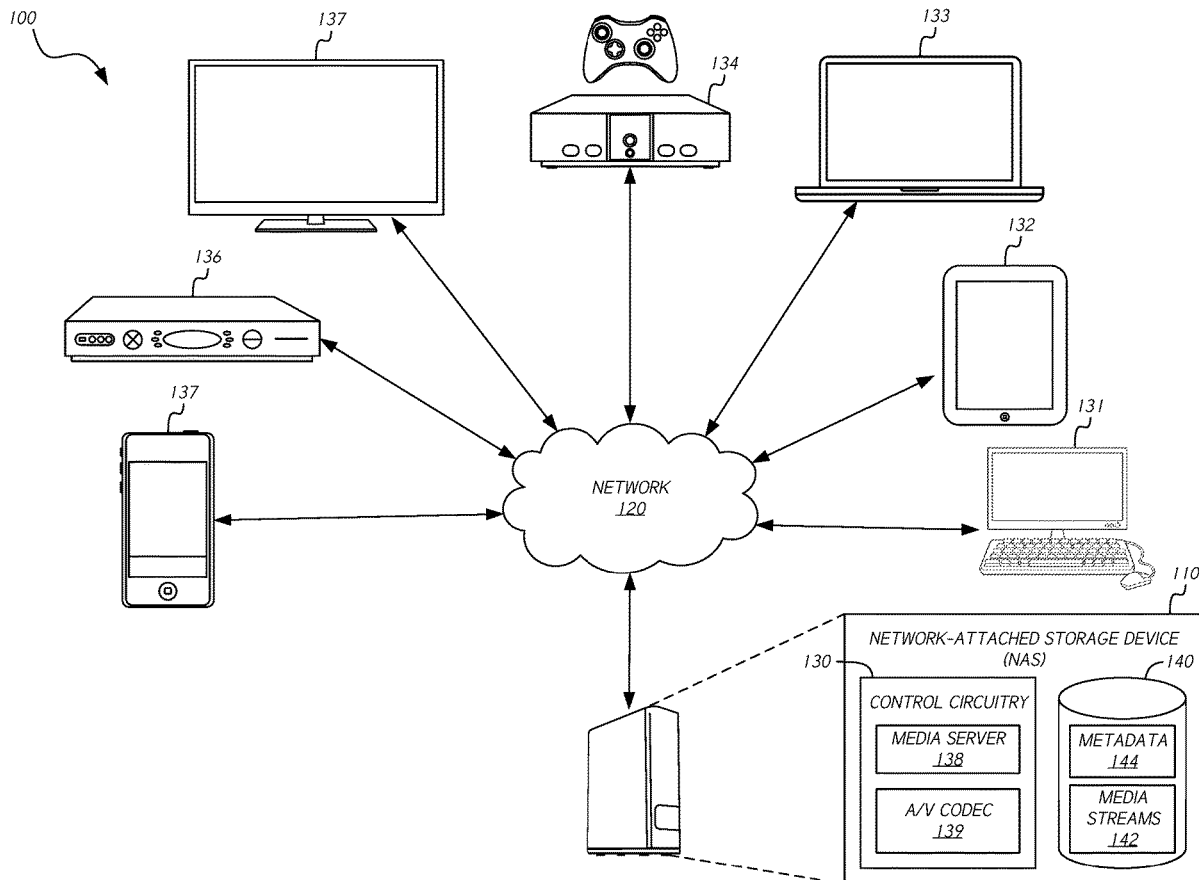 100
137
134
133
136
132
137
131
NETWORK
120
110
NETWORK-ATTACHED STORAGE DEVICE
(NAS)
130
140
CONTROL CIRCUITRY
MEDIA SERVER
138
A/V CODEC
139
METADATA
144
MEDIA
STREAMS
142